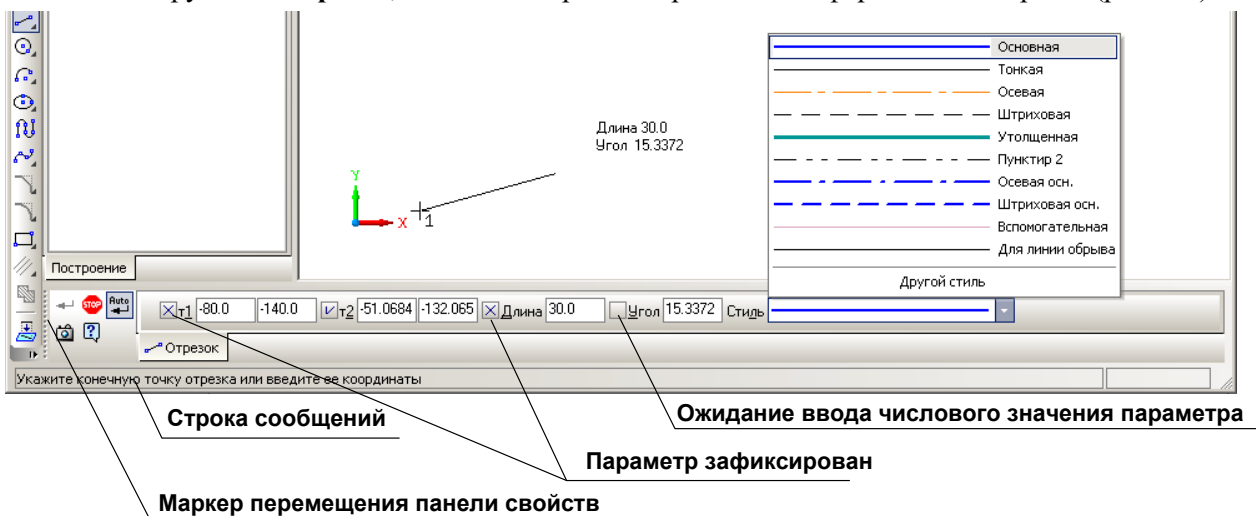 Основная
Тонкая
Осевая
Штриховая
Утолщенная
Пунктир 2
Осевая осн.
Штриховая осн.
Вспомогательная
Для линии обрыва
Другой стиль
Длина 30.0
Угол 15.3372
Y
X
1
Построение
STOP
Auto
т1 -80.0 -140.0 т2 -51.0684 -132.065 Длина 30.0 Угол 15.3372 Стиль
Отрезок
Укажите конечную точку отрезка или введите ее координаты
Строка сообщений
Ожидание ввода числового значения параметра
Параметр зафиксирован
Маркер перемещения панели свойств